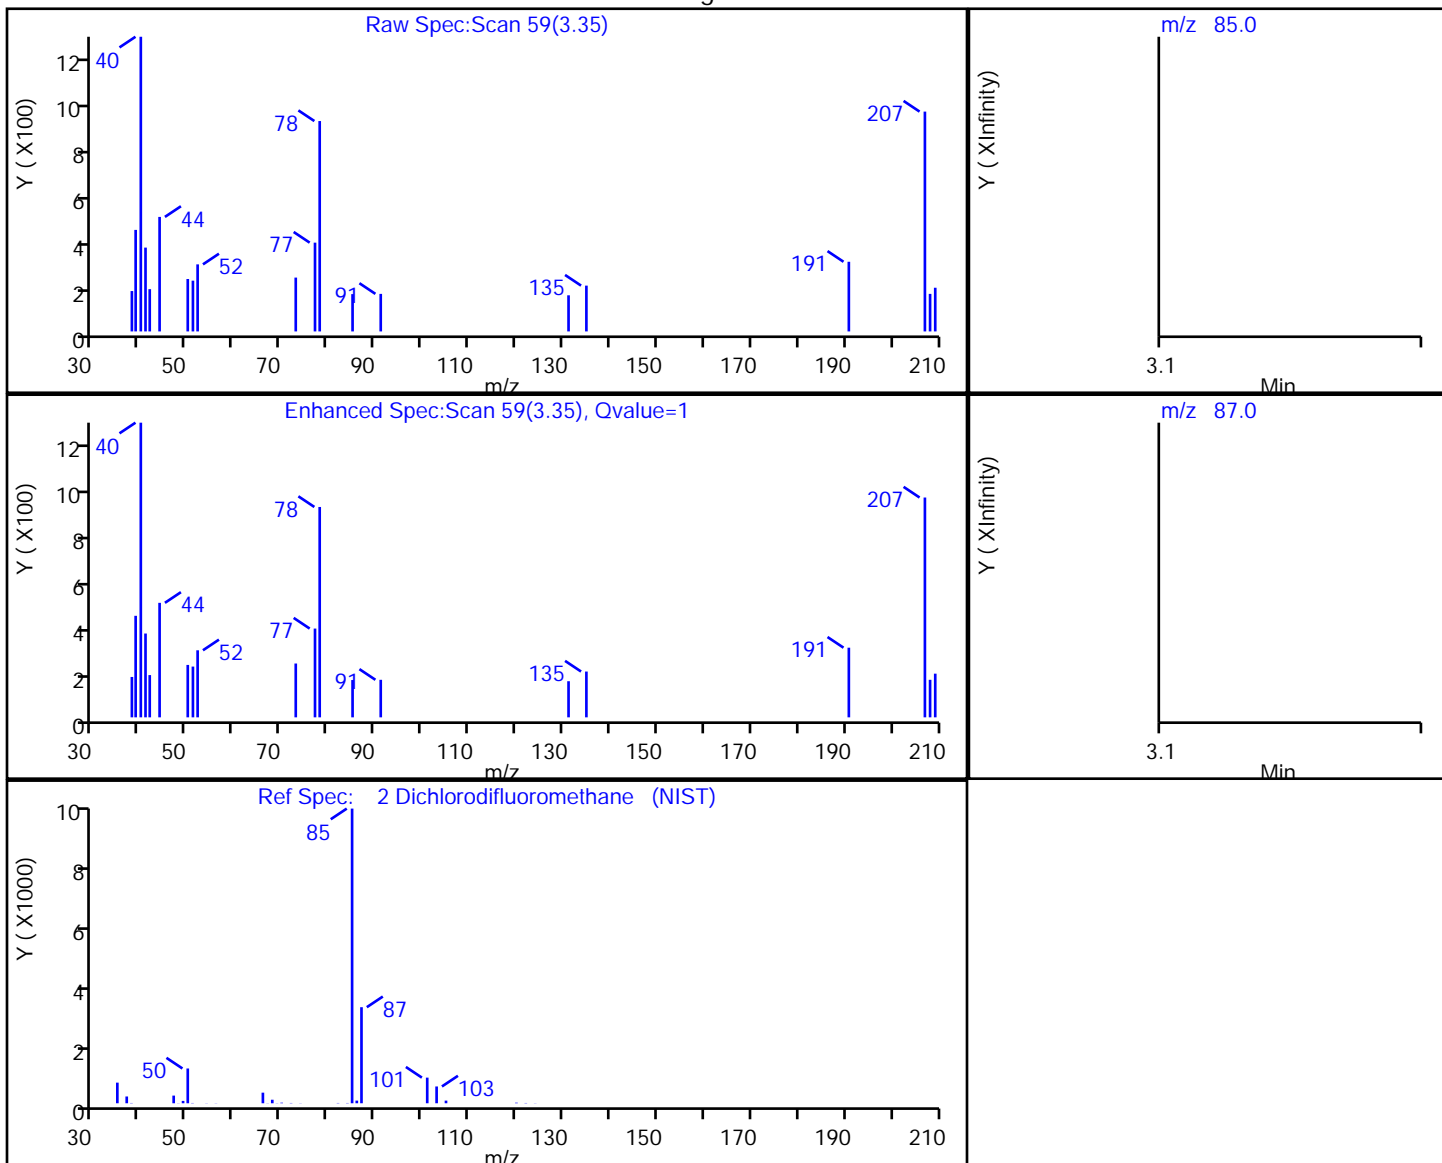 Raw Spec:Scan 59(3.35)
Y ( X100)
12
10
8
6
4
2
0
40
44
52
77
78
91
135
191
207
30 50 70 90 110 130 150 170 190 210
m/z
m/z 85.0
Y ( XInfinity)
3.1
Min
Enhanced Spec:Scan 59(3.35), Qvalue=1
Y ( X100)
12
10
8
6
4
2
0
40
44
52
77
78
91
135
191
207
30 50 70 90 110 130 150 170 190 210
m/z
m/z 87.0
Y ( XInfinity)
3.1
Min
Ref Spec: 2 Dichlorodifluoromethane (NIST)
Y ( X1000)
10
8
6
4
2
0
50
85
87
101
103
30 50 70 90 110 130 150 170 190 210
m/z